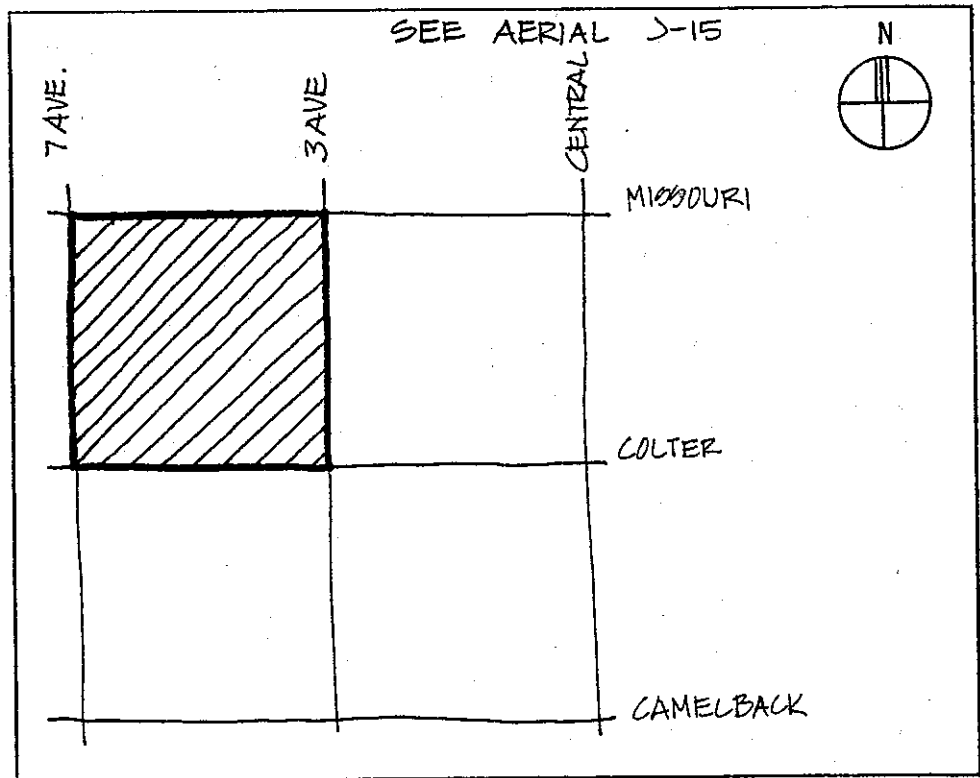 SEE AERIAL J-15
N
7 AVE.
3 AVE
CENTRAL
MISSOURI
COLTER
CAMELBACK